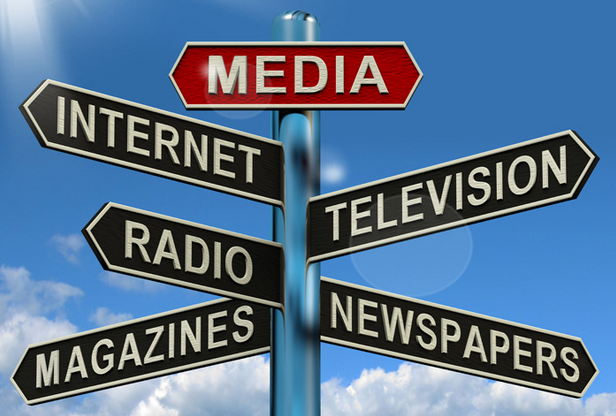 MEDIA
INTERNET
TELEVISION
RADIO
NEWSPAPERS
MAGAZINES